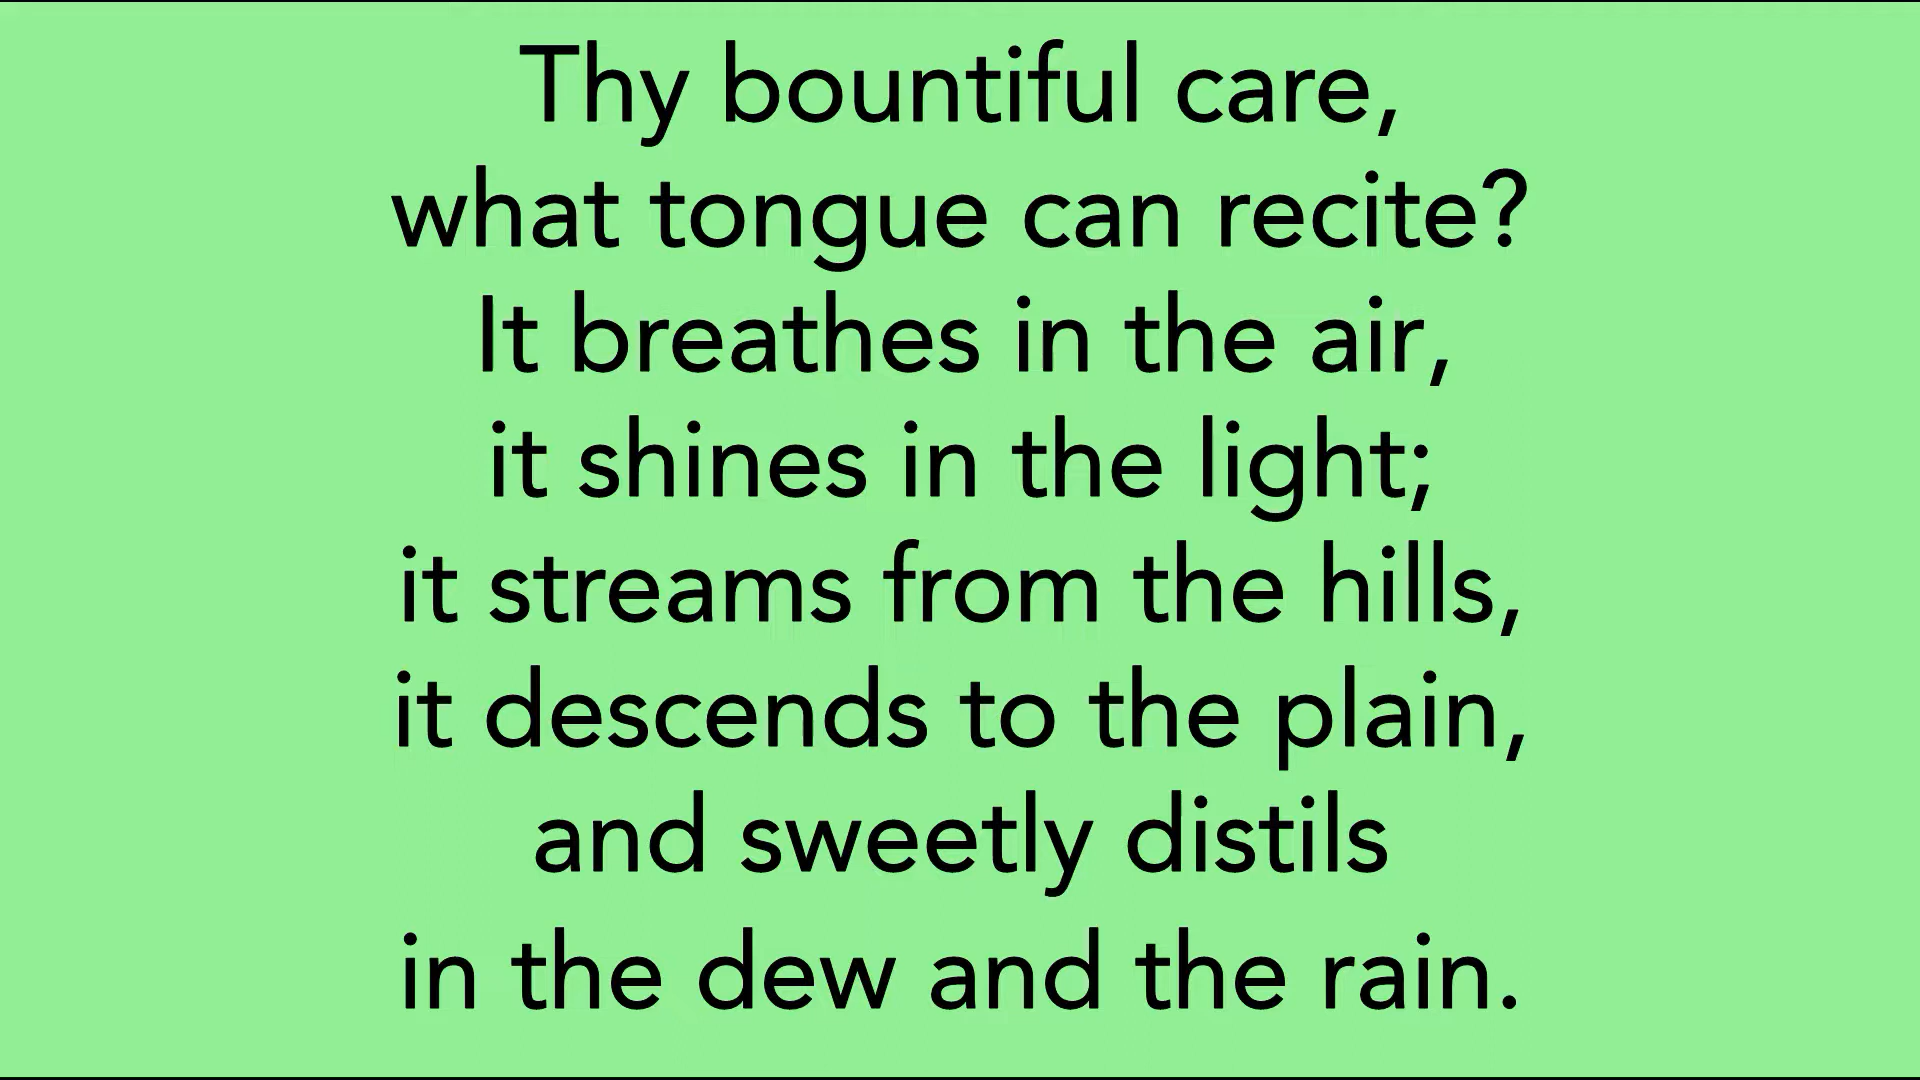 Thy bountiful care,
what tongue can recite?
It breathes in the air,
it shines in the light;
it streams from the hills,
it descends to the plain,
and sweetly distils
in the dew and the rain.